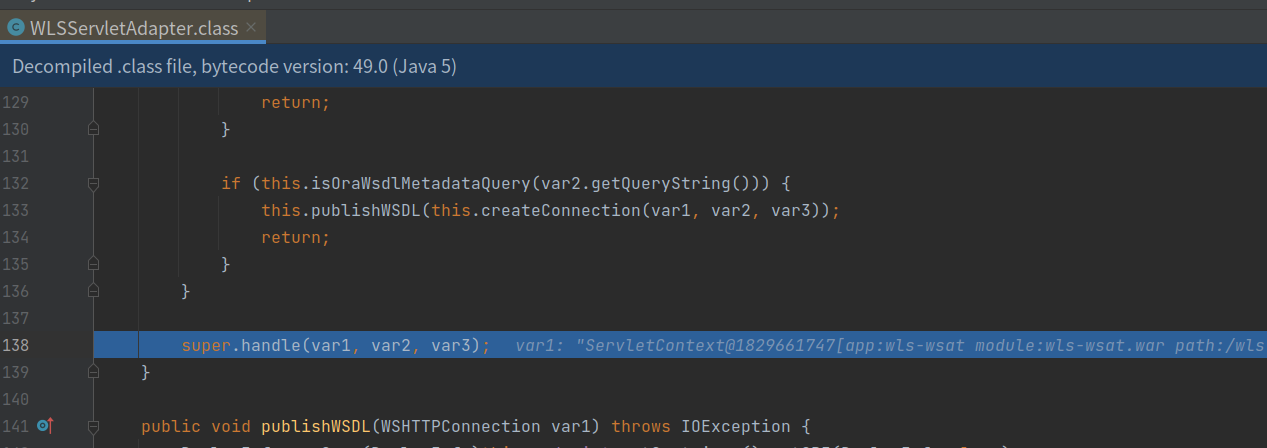 WLSServletAdapter.class
Decompiled .class file, bytecode version: 49.0 (Java 5)
129 return;
130 }
131
132 if (this.isOraWsdlMetadataQuery(var2.getQueryString())) {
133 this.publishWSDL(this.createConnection(var1, var2, var3));
134 return;
135 }
136 }
137
138 super.handle(var1, var2, var3); var1: "ServletContext@1829661747[app:wls-wsat module:wls-wsat.war path:/wls
139 }
140
141 public void publishWSDL(WSHTTPConnection var1) throws IOException {